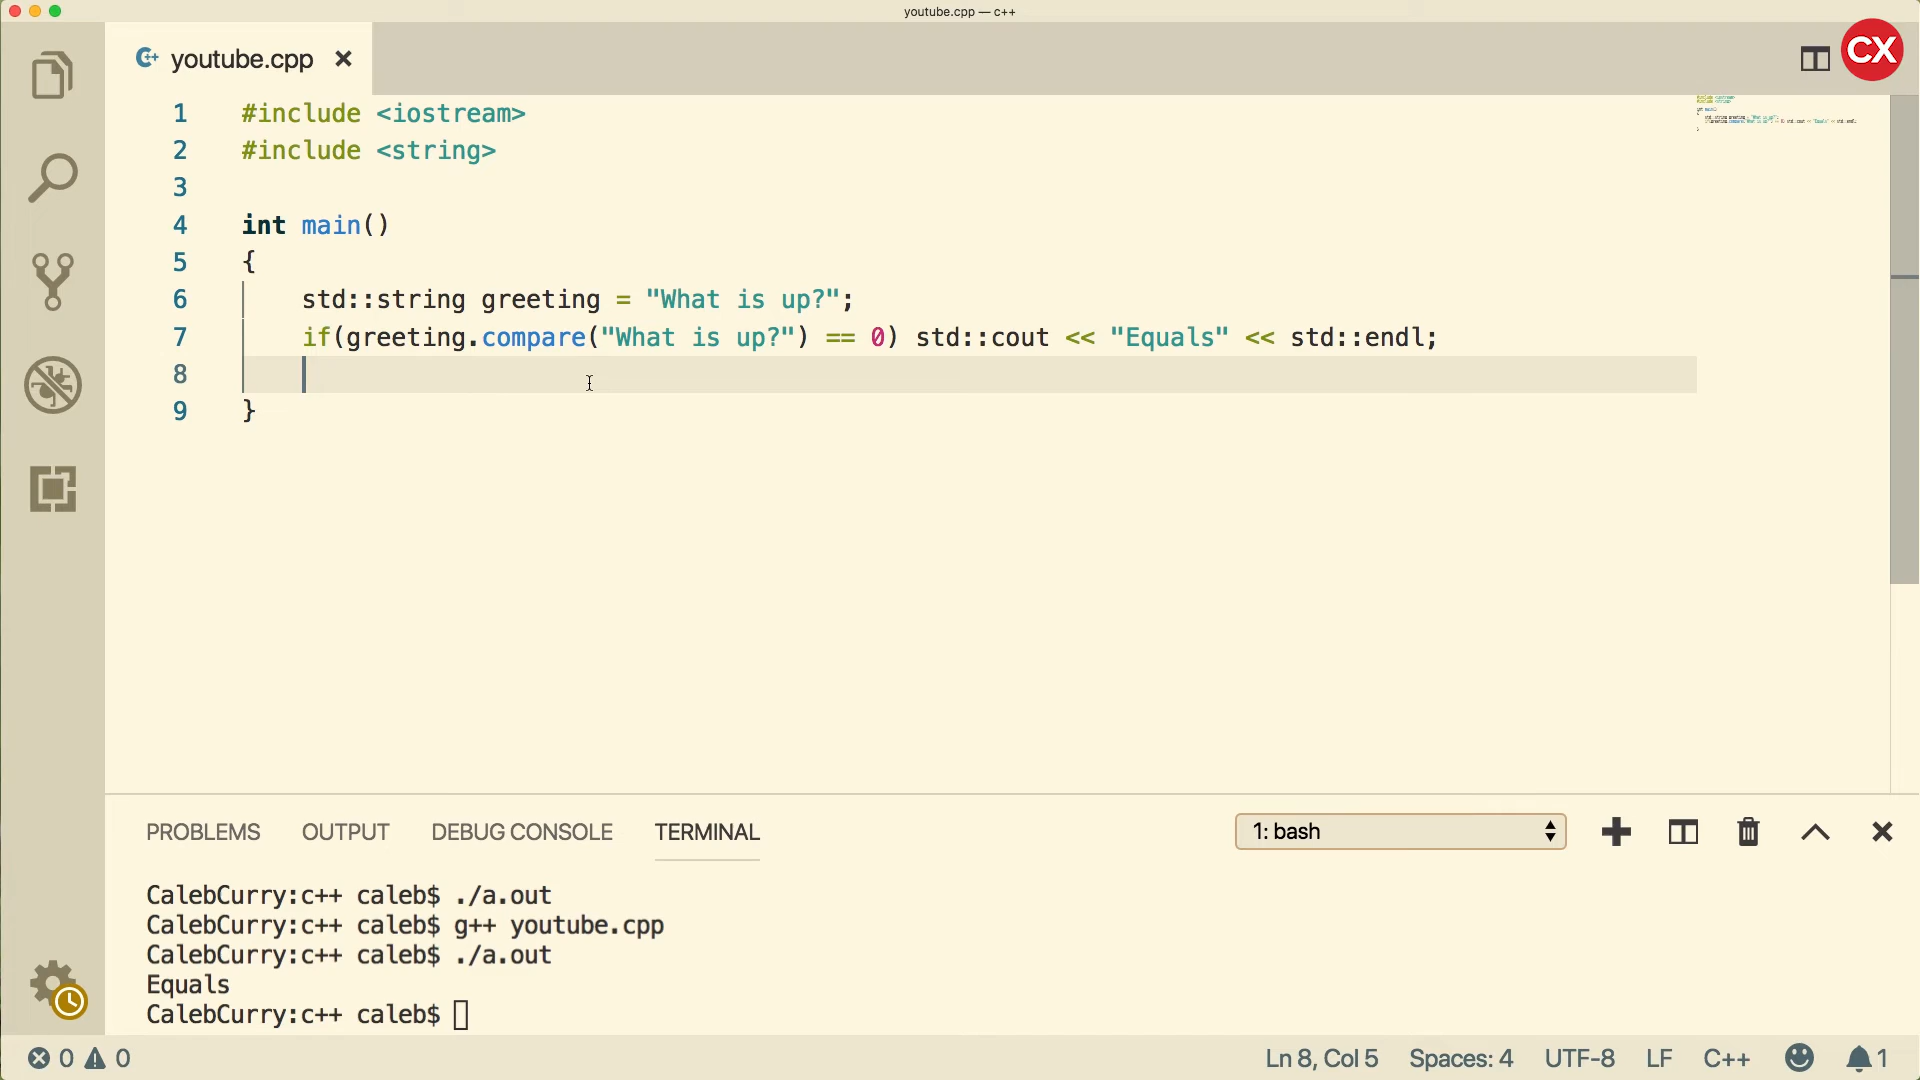 youtube.cpp — c++
youtube.cpp
CX
1 #include <iostream>
2 #include <string>
3
4 int main()
5 {
6     std::string greeting = "What is up?";
7     if(greeting.compare("What is up?") == 0) std::cout << "Equals" << std::endl;
8
9 }
PROBLEMS OUTPUT DEBUG CONSOLE TERMINAL 1: bash
CalebCurry:c++ caleb$ ./a.out
CalebCurry:c++ caleb$ g++ youtube.cpp
CalebCurry:c++ caleb$ ./a.out
Equals
CalebCurry:c++ caleb$
0 0 Ln 8, Col 5 Spaces: 4 UTF-8 LF C++ 1